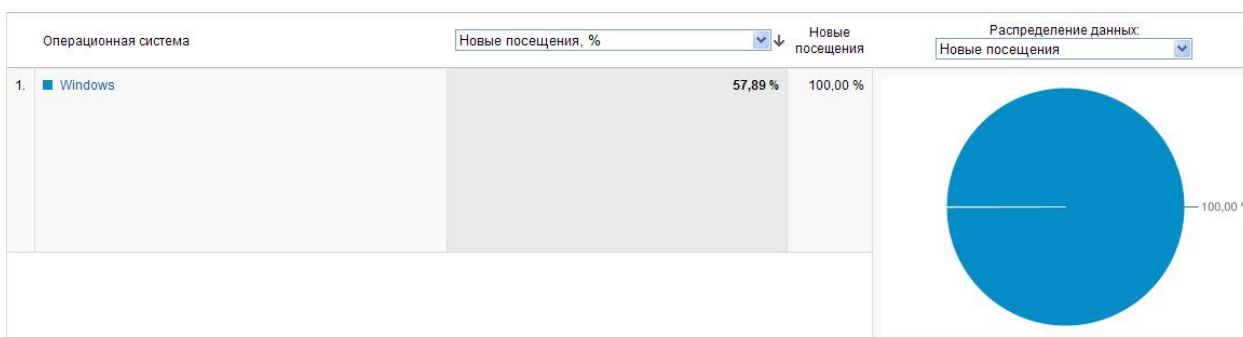 Операционная система
Новые посещения, %
Новые
посещения
Распределение данных:
Новые посещения
1. Windows
57,89 %
100,00 %
100,00 %